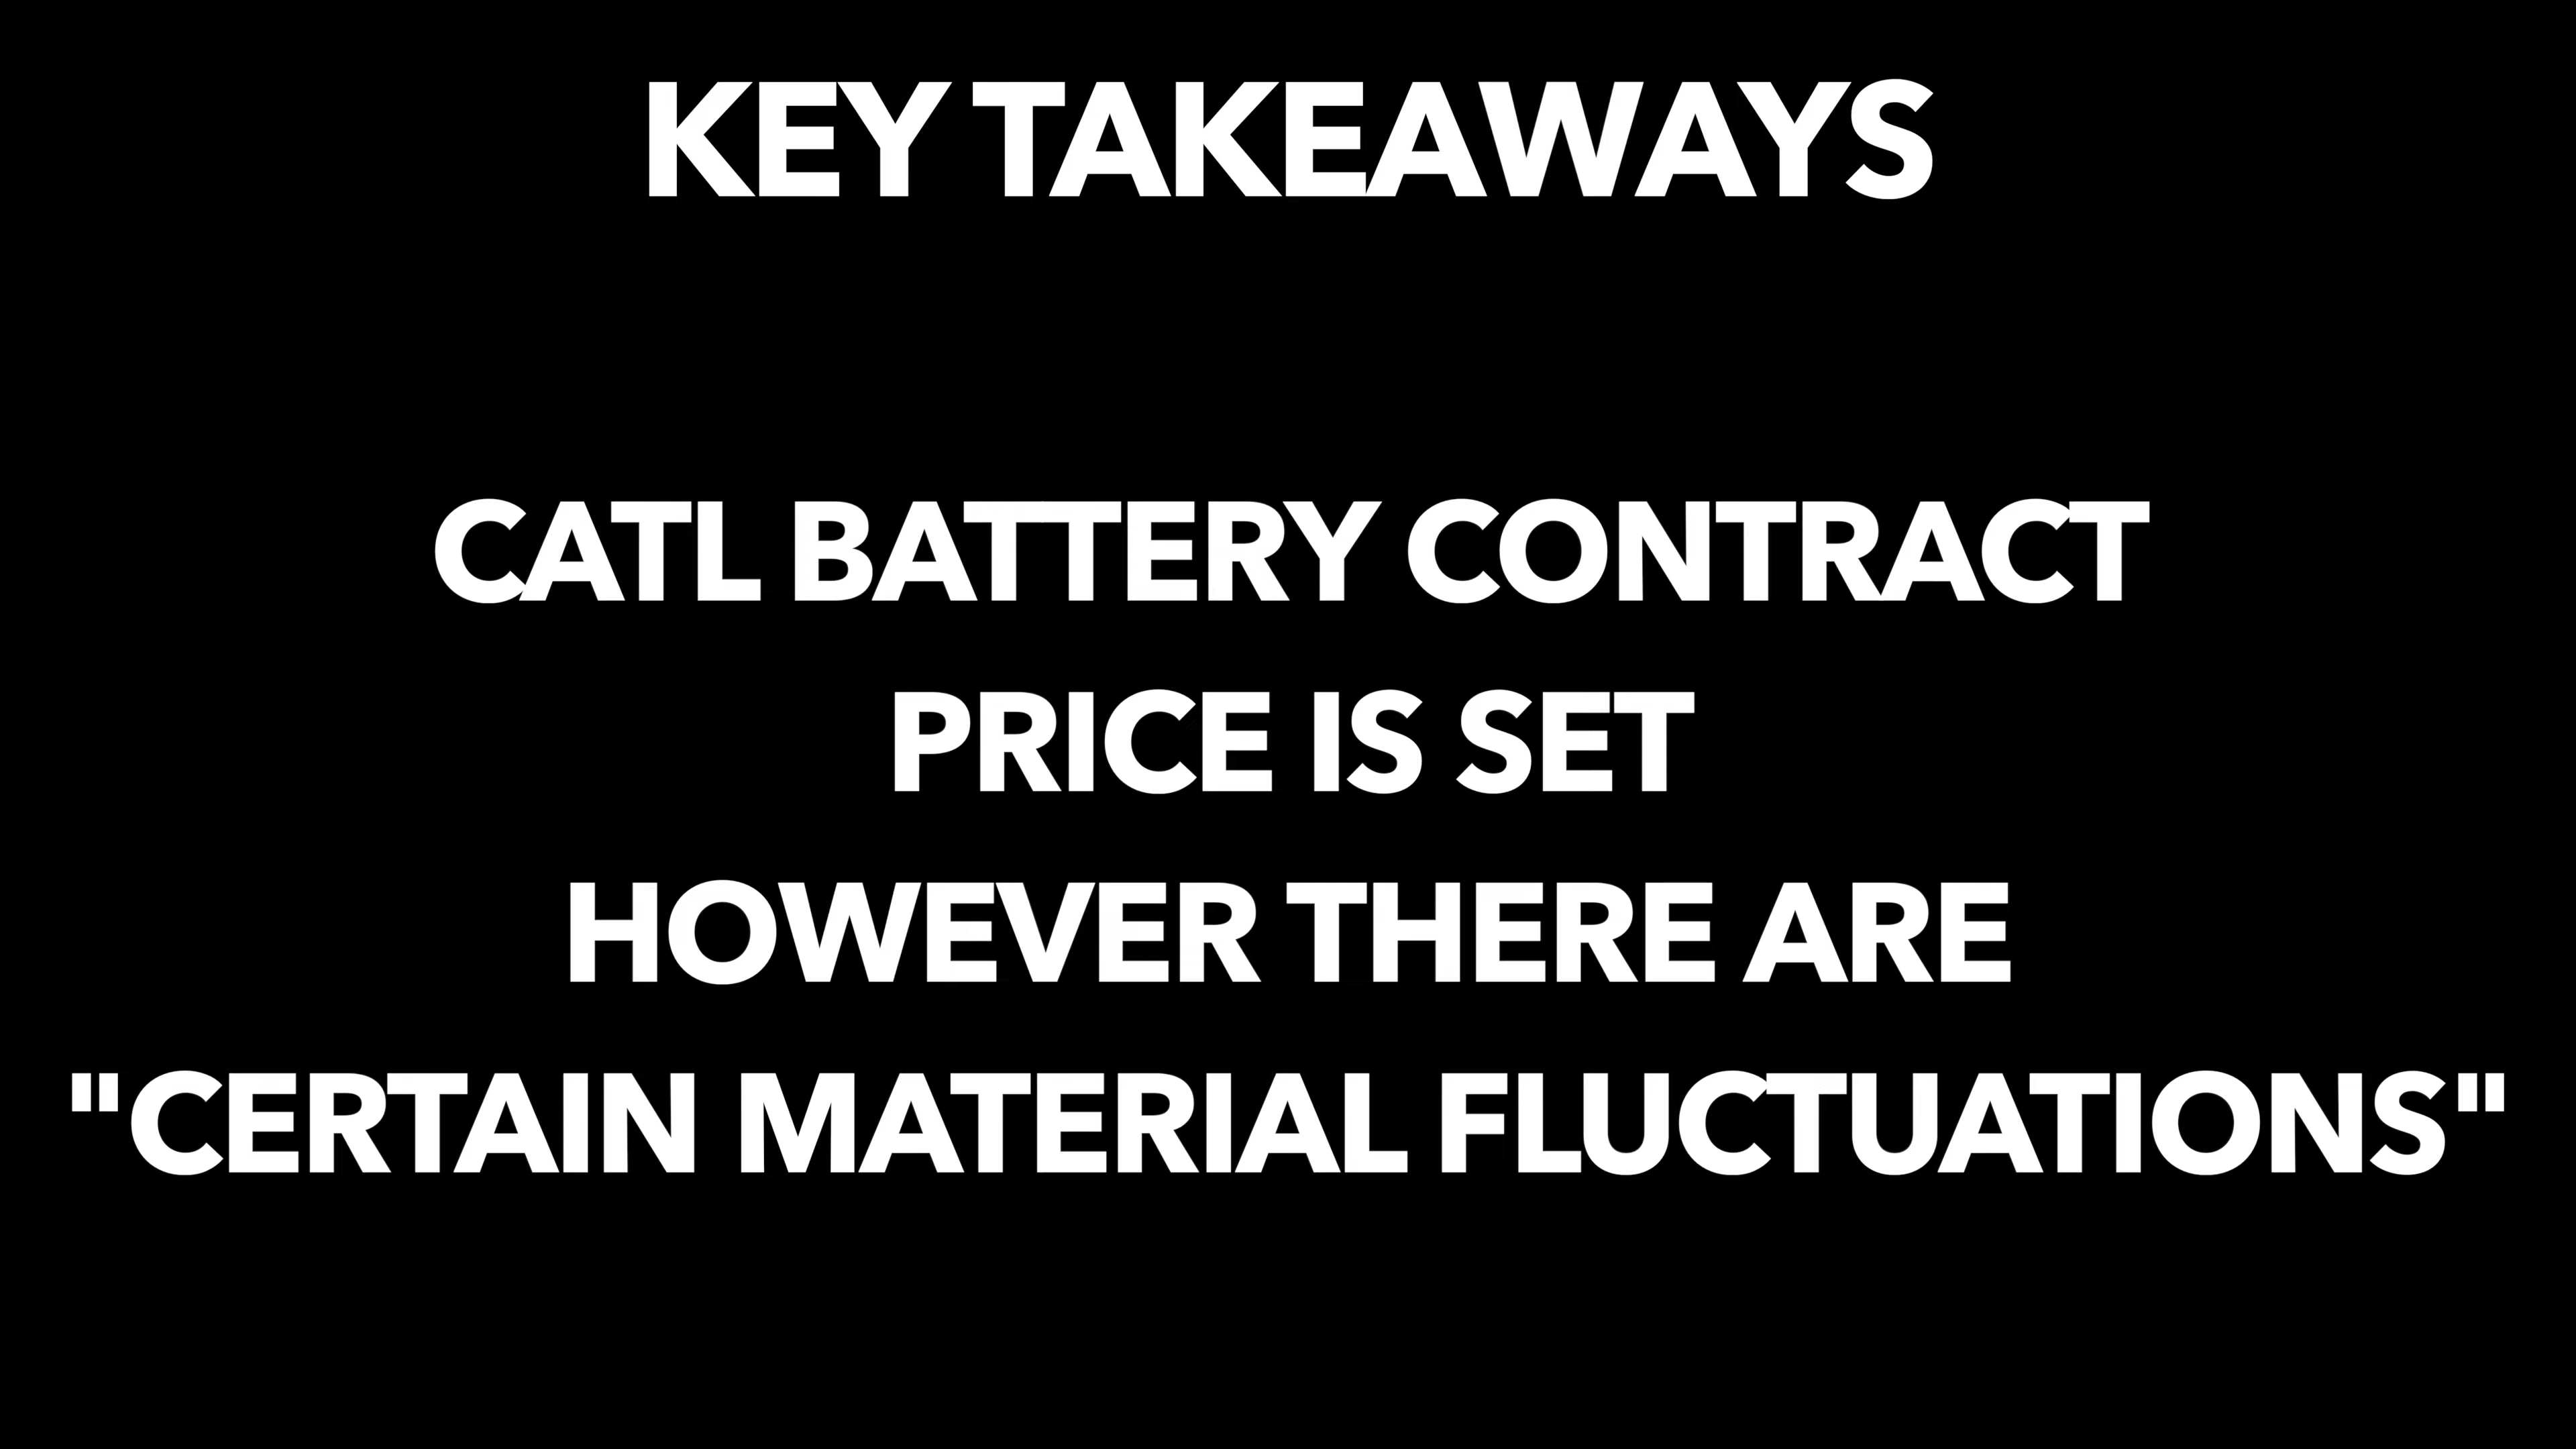 KEY TAKEAWAYS
CATL BATTERY CONTRACT
PRICE IS SET
HOWEVER THERE ARE
"CERTAIN MATERIAL FLUCTUATIONS"